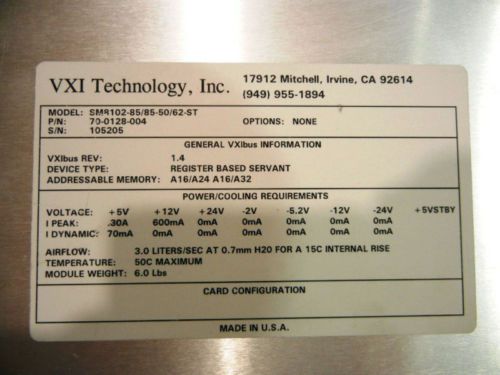 VXI Technology, Inc. 17912 Mitchell, Irvine, CA 92614
(949) 955-1894
MODEL: SM8102-85/85-50/62-ST
P/N: 70-0128-004 OPTIONS: NONE
S/N: 105205
GENERAL VXIbus INFORMATION
VXIbus REV: 1.4
DEVICE TYPE: REGISTER BASED SERVANT
ADDRESSABLE MEMORY: A16/A24 A16/A32
POWER/COOLING REQUIREMENTS
VOLTAGE: +5V +12V +24V -2V -5.2V -12V -24V +5VSTBY
I PEAK: .30A 600mA 0mA 0mA 0mA 0mA 0mA
I DYNAMIC: 70mA 0mA 0mA 0mA 0mA 0mA 0mA
AIRFLOW: 3.0 LITERS/SEC AT 0.7mm H20 FOR A 15C INTERNAL RISE
TEMPERATURE: 50C MAXIMUM
MODULE WEIGHT: 6.0 Lbs
CARD CONFIGURATION
MADE IN U.S.A.